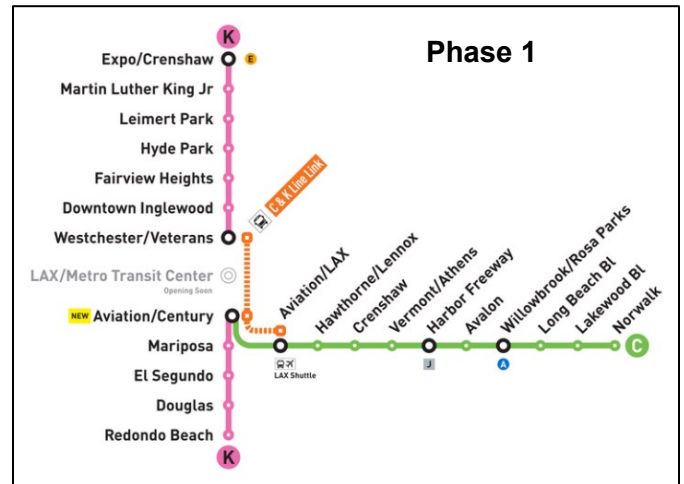 Phase 1
K
Expo/Crenshaw
E
Martin Luther King Jr
Leimert Park
Hyde Park
Fairview Heights
Downtown Inglewood
Westchester/Veterans
C & K Line Link
LAX/Metro Transit Center
Opening Soon
NEW Aviation/Century
Mariposa
El Segundo
Douglas
Redondo Beach
K
Aviation/LAX
LAX Shuttle
Hawthorne/Lennox
Crenshaw
Vermont/Athens
Harbor Freeway
J
Avalon
Willowbrook/Rosa Parks
A
Long Beach Bl
Lakewood Bl
Norwalk
C